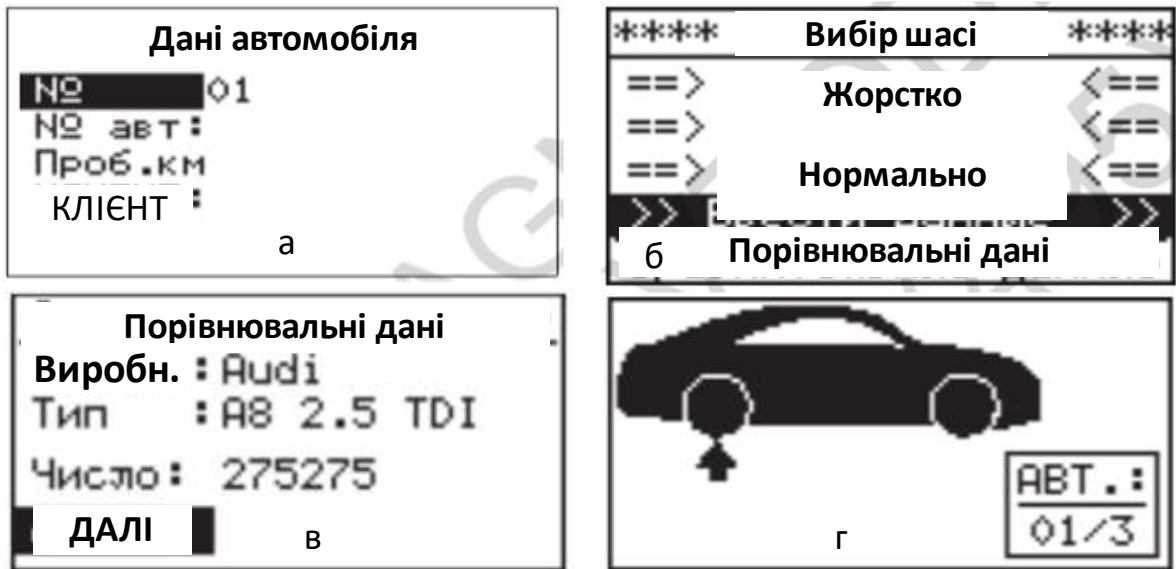 Дані автомобіля
№ 01
№ авт:
Проб.км
КЛІЄНТ :
а
**** Вибір шасі ****
==> Жорстко <==
==> <==
==> Нормально <==
>> >>
б Порівнювальні дані
Порівнювальні дані
Виробн. : Audi
Тип : A8 2.5 TDI
Число: 275275
ДАЛІ
в
АВТ.:
01/3
г